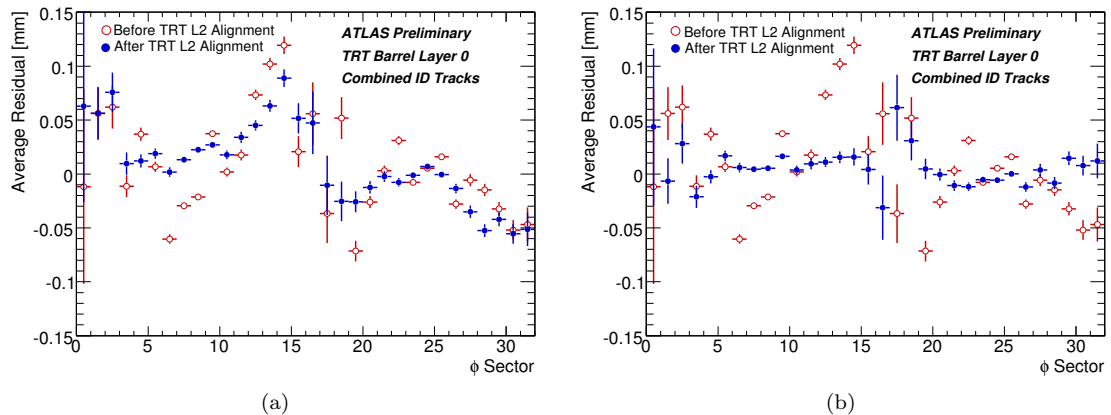 Average Residual [mm]
0.15
0.1
0.05
0
-0.05
-0.1
-0.15
Before TRT L2 Alignment
After TRT L2 Alignment
ATLAS Preliminary
TRT Barrel Layer 0
Combined ID Tracks
0 5 10 15 20 25 30
ϕ Sector
(a)
Average Residual [mm]
0.15
0.1
0.05
0
-0.05
-0.1
-0.15
Before TRT L2 Alignment
After TRT L2 Alignment
ATLAS Preliminary
TRT Barrel Layer 0
Combined ID Tracks
0 5 10 15 20 25 30
ϕ Sector
(b)